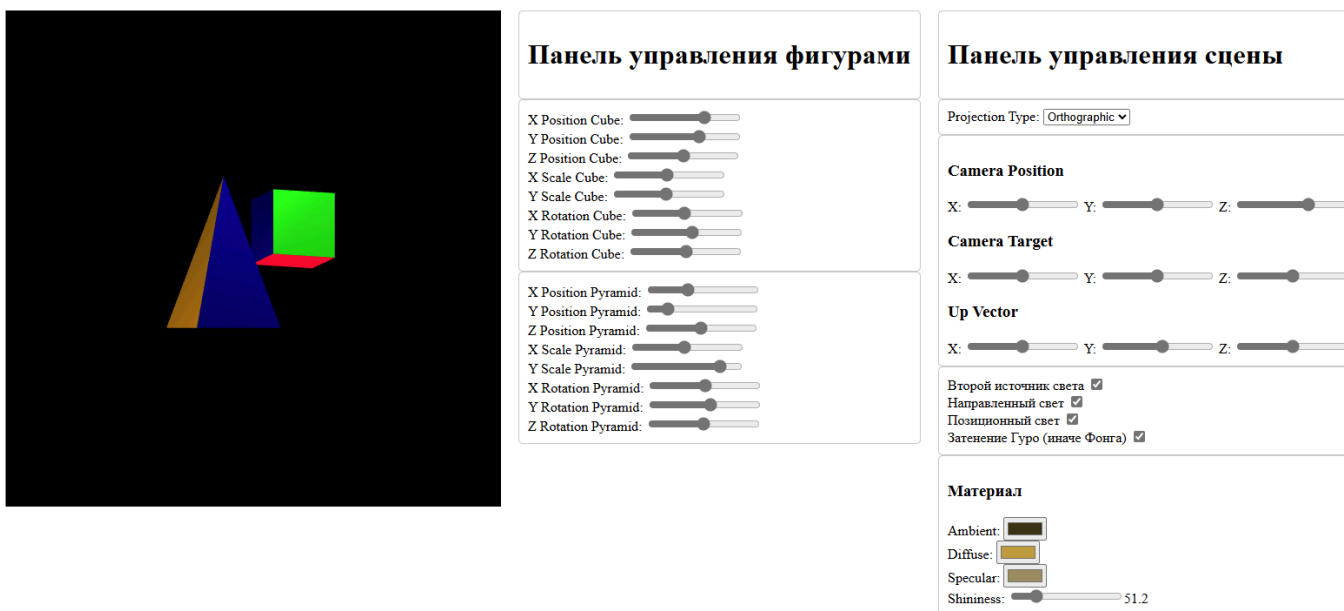 Панель управления фигурами
X Position Cube:
Y Position Cube:
Z Position Cube:
X Scale Cube:
Y Scale Cube:
X Rotation Cube:
Y Rotation Cube:
Z Rotation Cube:
X Position Pyramid:
Y Position Pyramid:
Z Position Pyramid:
X Scale Pyramid:
Y Scale Pyramid:
X Rotation Pyramid:
Y Rotation Pyramid:
Z Rotation Pyramid:
Панель управления сцены
Projection Type: Orthographic
Camera Position
X: Y: Z:
Camera Target
X: Y: Z:
Up Vector
X: Y: Z:
Второй источник света
Направленный свет
Позиционный свет
Затенение Гуро (иначе Фонга)
Материал
Ambient:
Diffuse:
Specular:
Shininess: 51.2